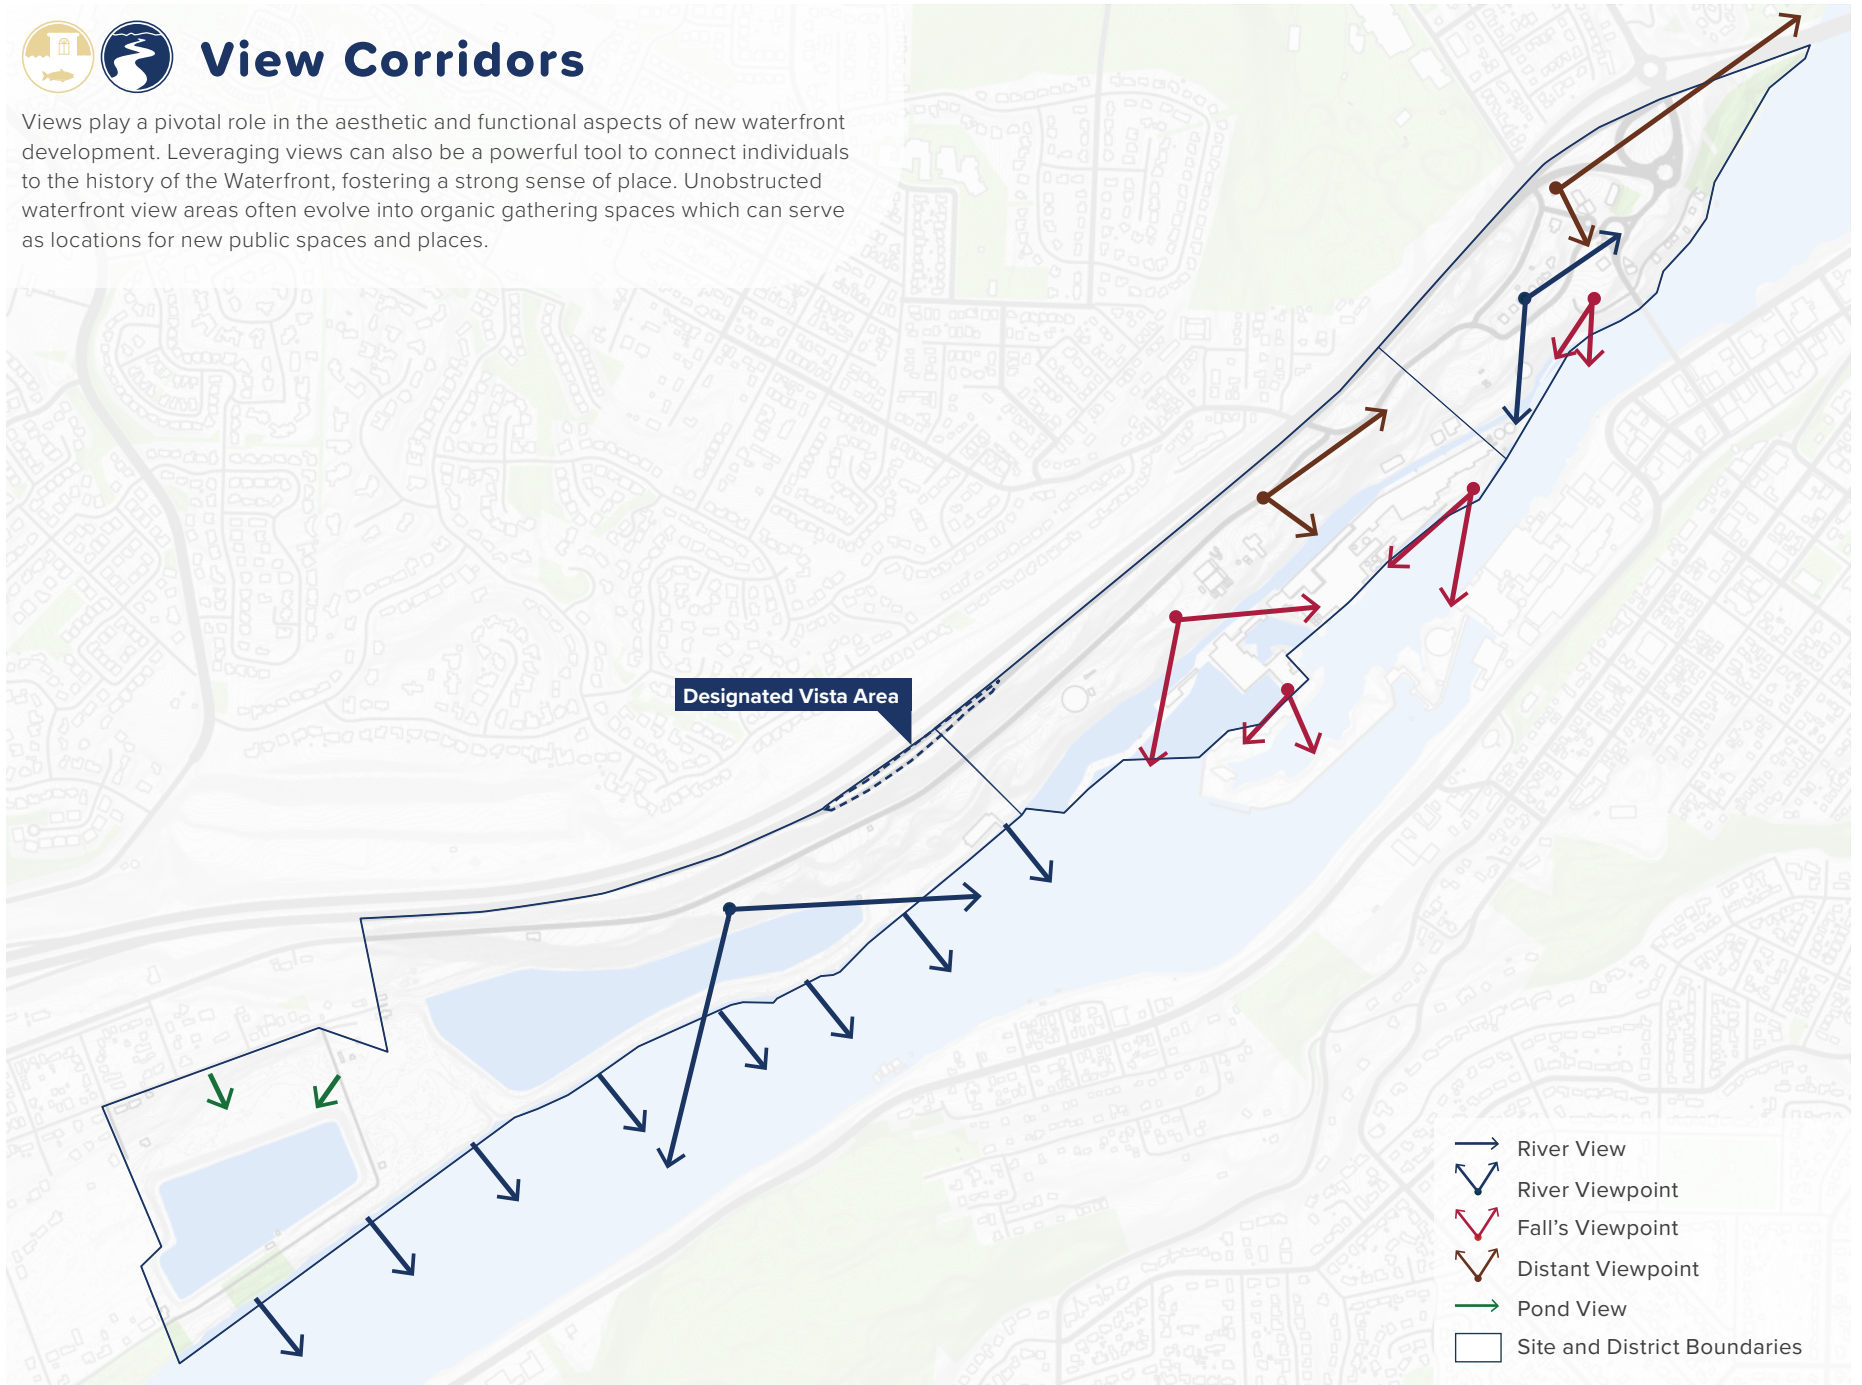 View Corridors
Views play a pivotal role in the aesthetic and functional aspects of new waterfront
development. Leveraging views can also be a powerful tool to connect individuals
to the history of the Waterfront, fostering a strong sense of place. Unobstructed
waterfront view areas often evolve into organic gathering spaces which can serve
as locations for new public spaces and places.
Designated Vista Area
River View
River Viewpoint
Fall's Viewpoint
Distant Viewpoint
Pond View
Site and District Boundaries